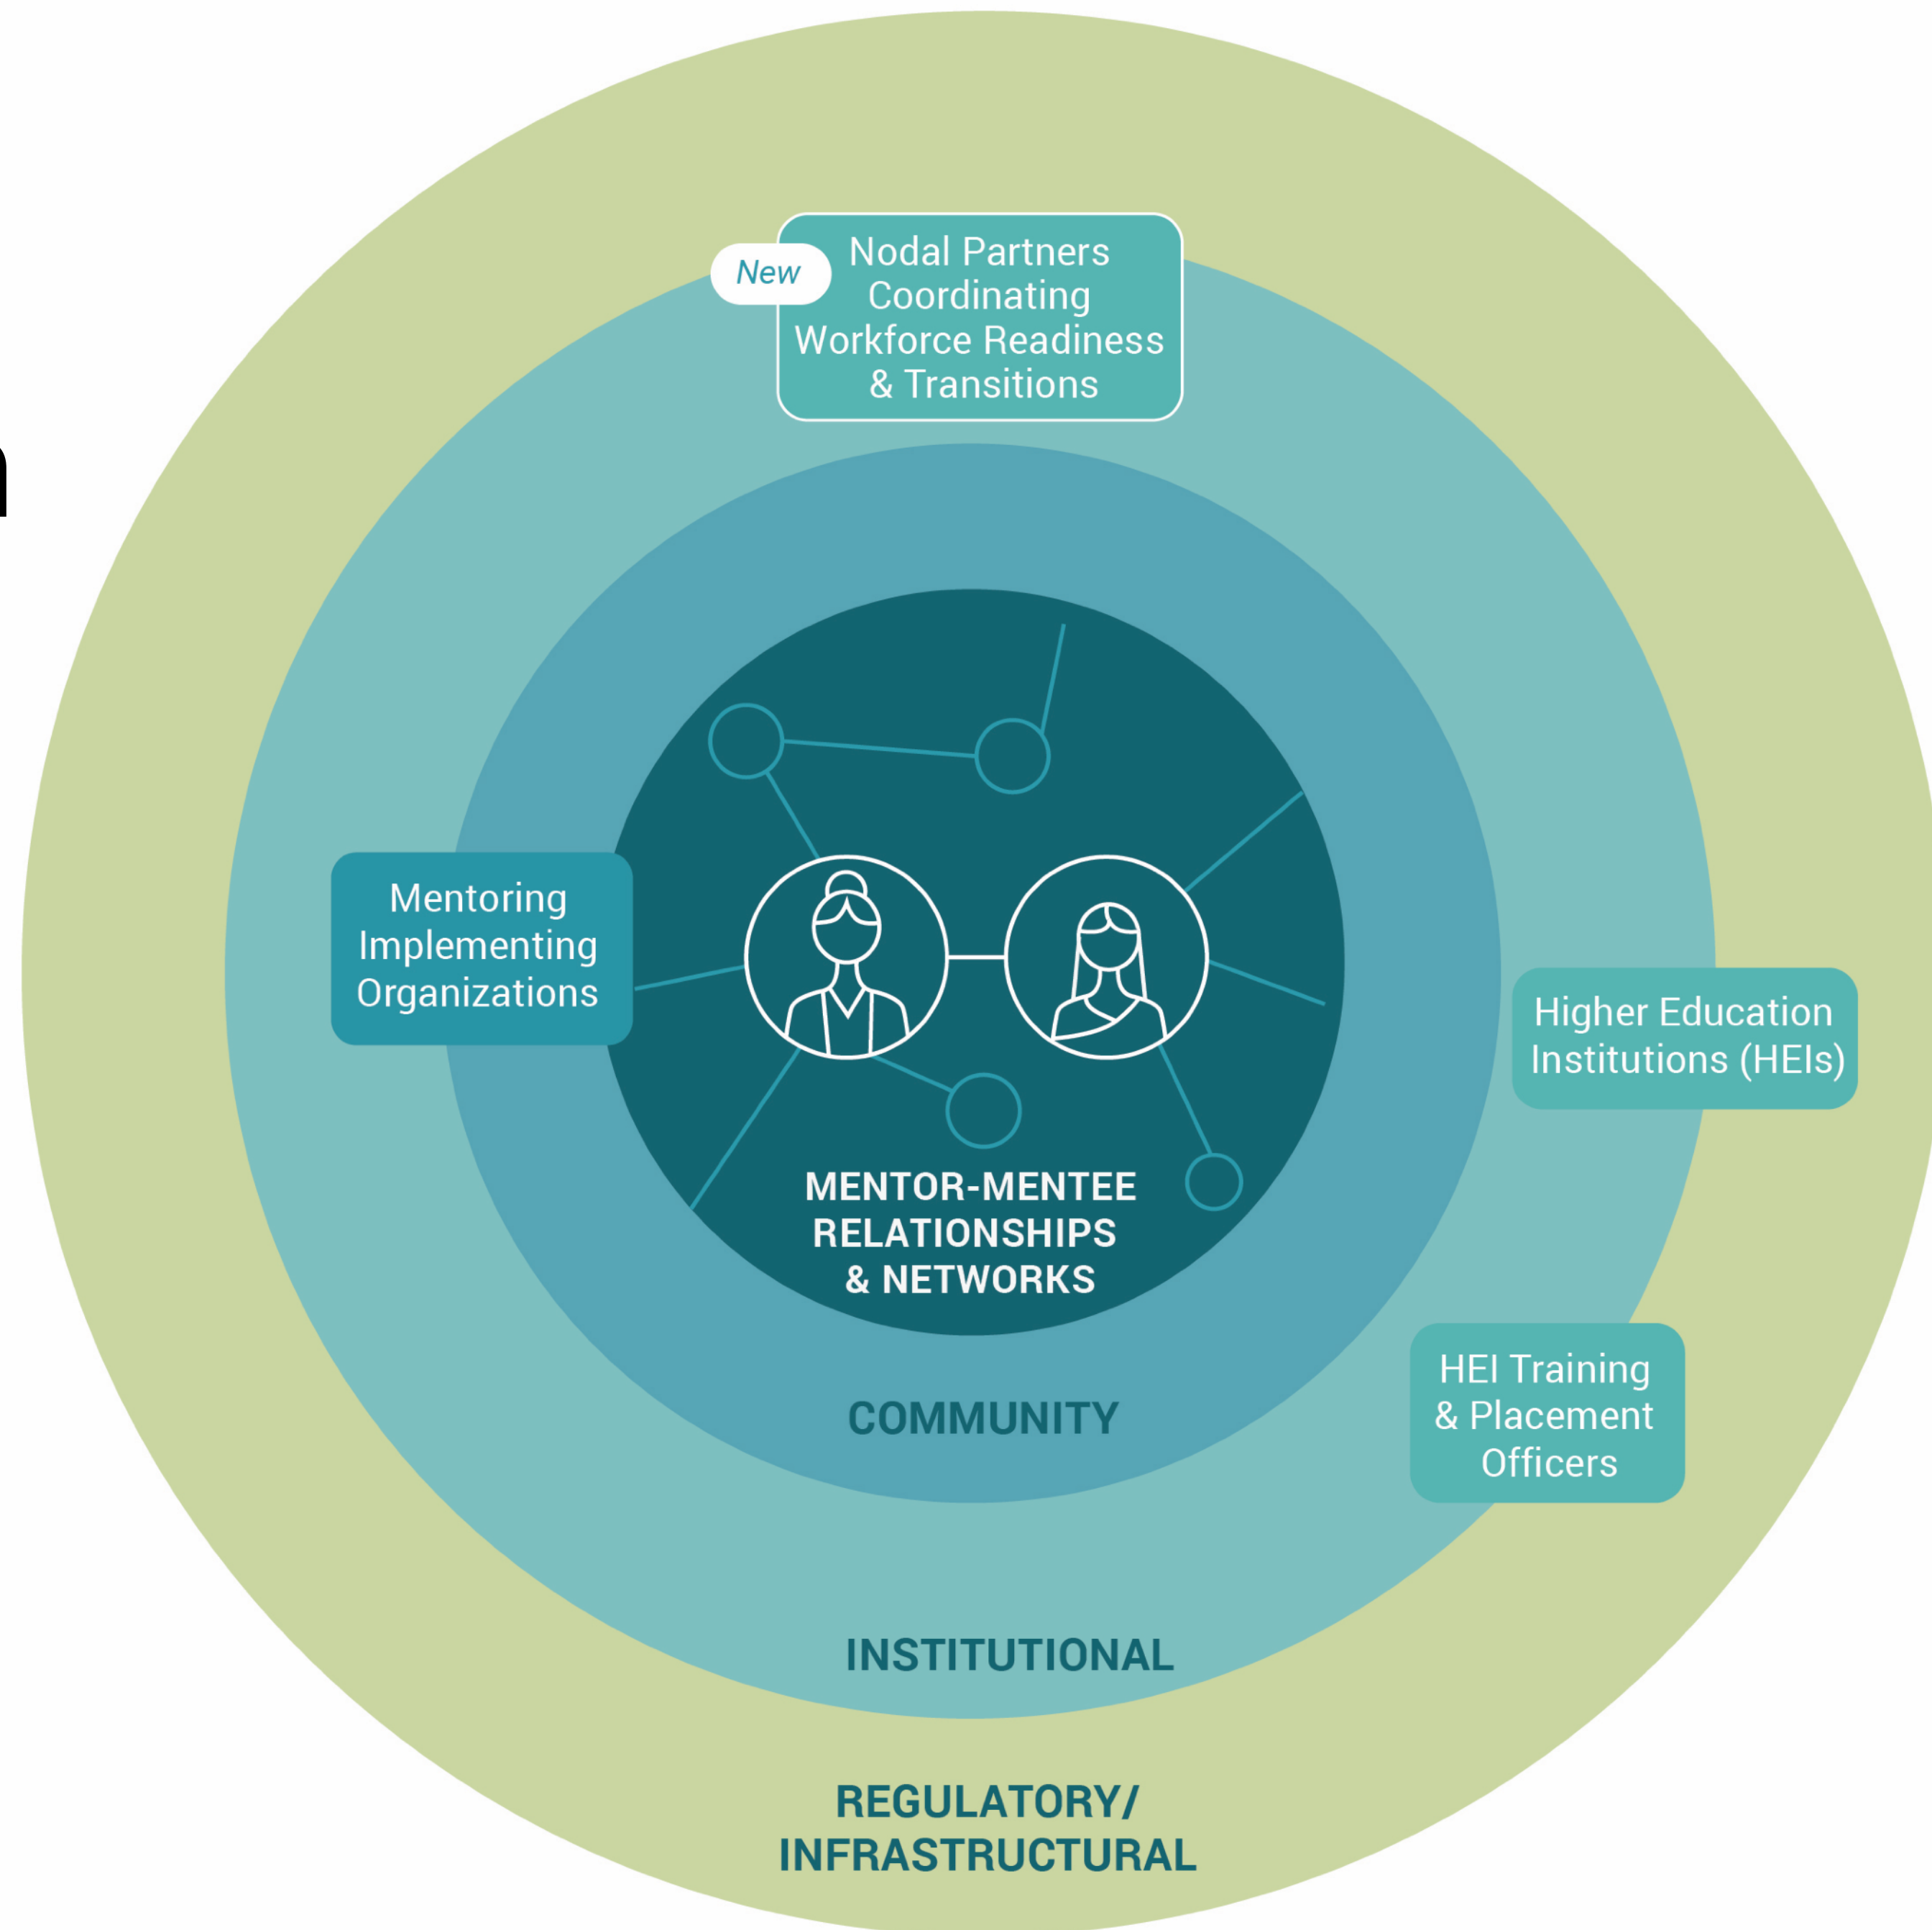 New
Nodal Partners
Coordinating
Workforce Readiness
& Transitions
n
Mentoring
Implementing
Organizations
Higher Education
Institutions (HEIs)
MENTOR-MENTEE
RELATIONSHIPS
& NETWORKS
HEI Training
& Placement
Officers
COMMUNITY
INSTITUTIONAL
REGULATORY/
INFRASTRUCTURAL